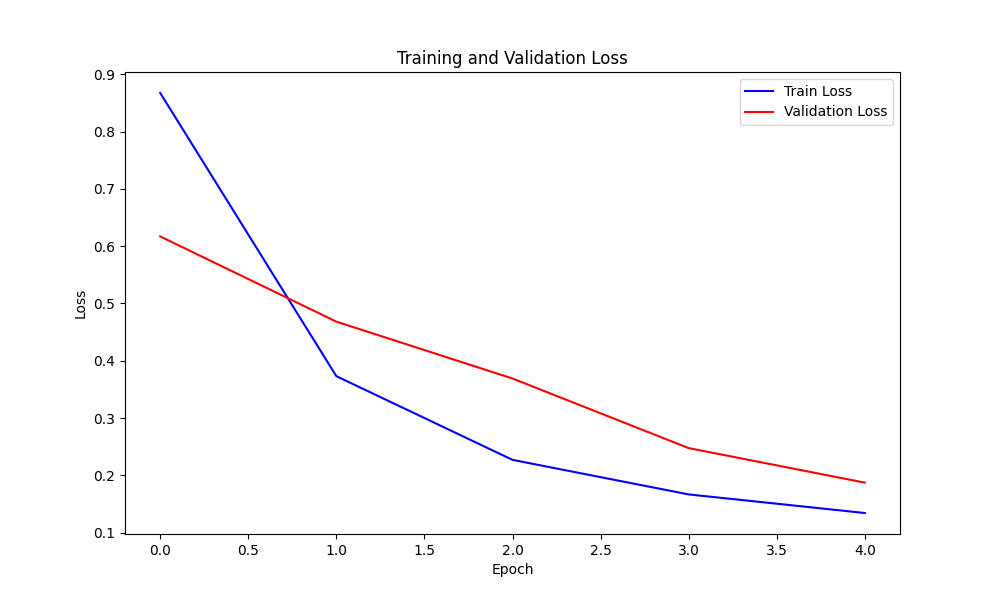 Training and Validation Loss
Train Loss
Validation Loss
Loss
0.9
0.8
0.7
0.6
0.5
0.4
0.3
0.2
0.1
0.0 0.5 1.0 1.5 2.0 2.5 3.0 3.5 4.0
Epoch